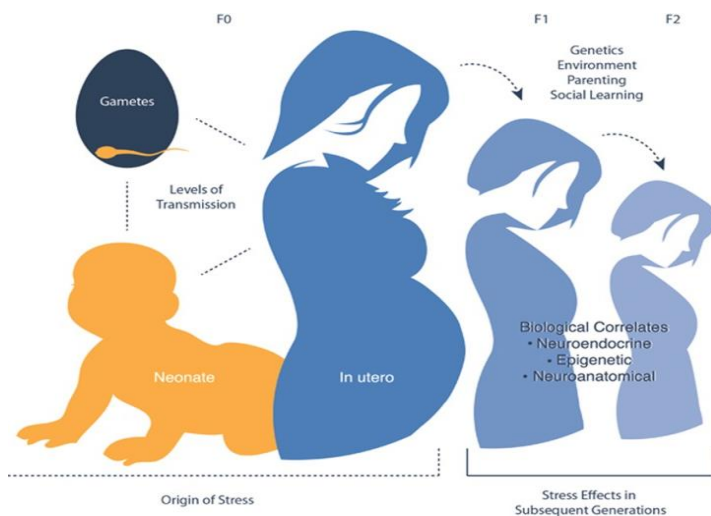 F0
F1
F2
Genetics
Environment
Parenting
Social Learning
Gametes
Levels of
Transmission
Neonate
In utero
Biological Correlates
• Neuroendocrine
• Epigenetic
• Neuroanatomical
Origin of Stress
Stress Effects in
Subsequent Generations